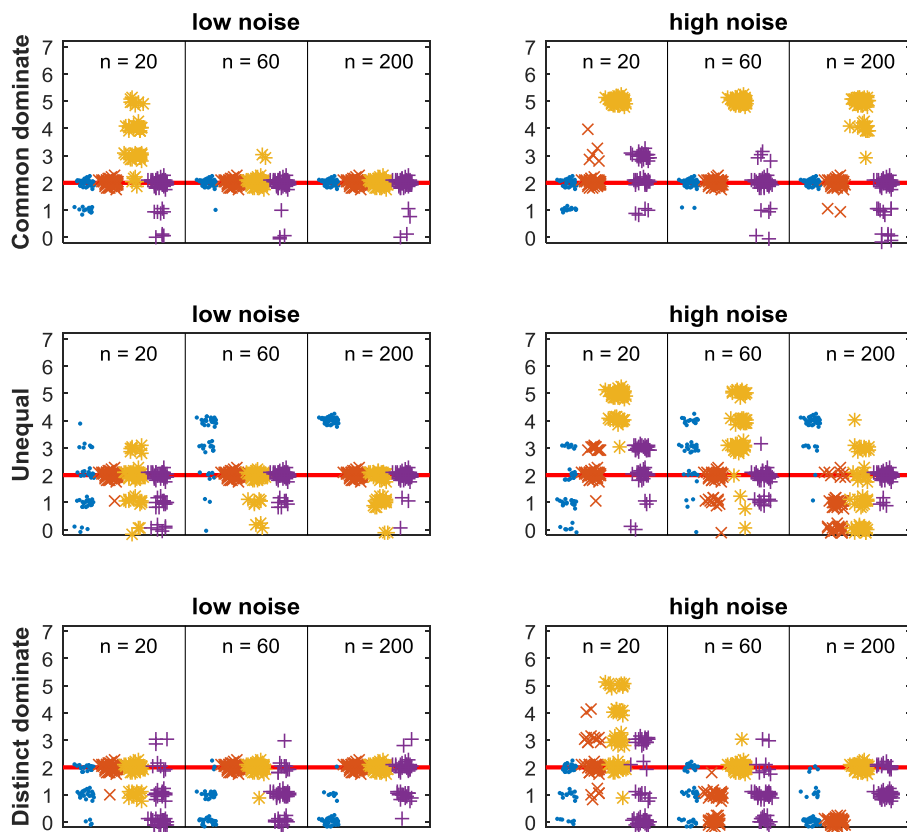 low noise
high noise
Common dominate
7
6
5
4
3
2
1
0
n = 20
n = 60
n = 200
7
6
5
4
3
2
1
0
n = 20
n = 60
n = 200
low noise
high noise
Unequal
7
6
5
4
3
2
1
0
n = 20
n = 60
n = 200
7
6
5
4
3
2
1
0
n = 20
n = 60
n = 200
low noise
high noise
Distinct dominate
7
6
5
4
3
2
1
0
n = 20
n = 60
n = 200
7
6
5
4
3
2
1
0
n = 20
n = 60
n = 200